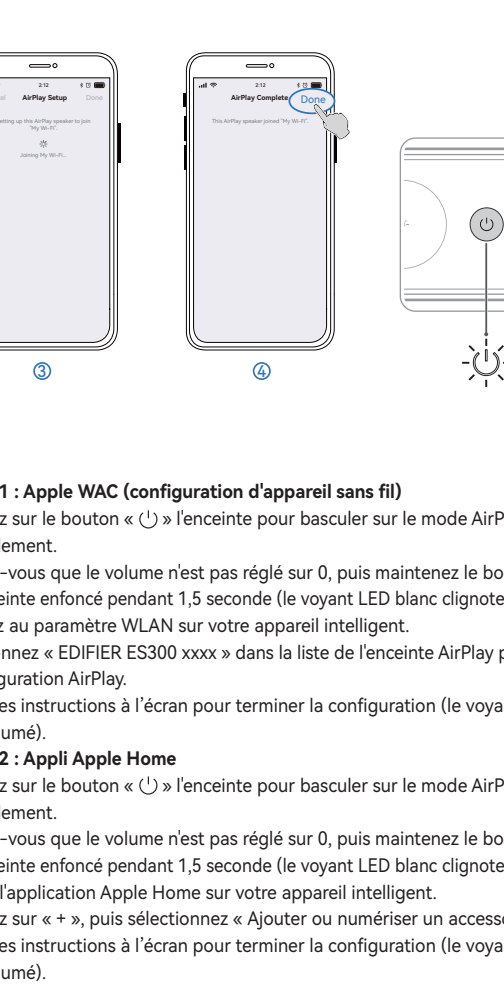 2:12
2:12
AirPlay Setup
Done
AirPlay Complete
Done
etting up this AirPlay speaker to join
"My Wi-Fi".
This AirPlay speaker joined "My Wi-Fi".
Joining My Wi-Fi...
③
④
1 : Apple WAC (configuration d'appareil sans fil)
z sur le bouton « » l'enceinte pour basculer sur le mode AirP
lement.
-vous que le volume n'est pas réglé sur 0, puis maintenez le bo
einte enfoncé pendant 1,5 seconde (le voyant LED blanc clignote
z au paramètre WLAN sur votre appareil intelligent.
onnez « EDIFIER ES300 xxxx » dans la liste de l'enceinte AirPlay p
guration AirPlay.
es instructions à l’écran pour terminer la configuration (le voya
umé).
2 : Appli Apple Home
z sur le bouton « » l'enceinte pour basculer sur le mode AirP
lement.
-vous que le volume n'est pas réglé sur 0, puis maintenez le bo
einte enfoncé pendant 1,5 seconde (le voyant LED blanc clignote
l'application Apple Home sur votre appareil intelligent.
z sur « + », puis sélectionnez « Ajouter ou numériser un accesso
es instructions à l’écran pour terminer la configuration (le voya
umé).